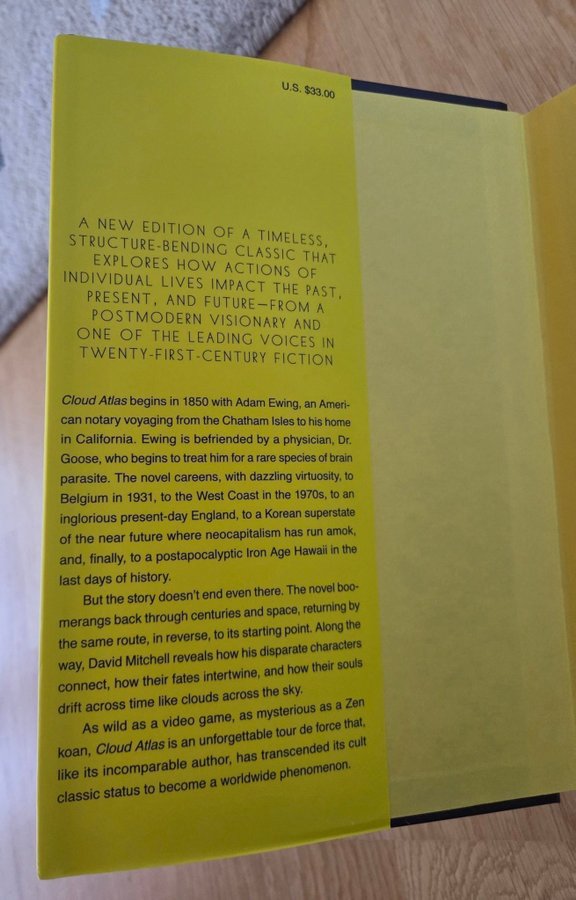 U.S. $33.00
A NEW EDITION OF A TIMELESS,
STRUCTURE-BENDING CLASSIC THAT
EXPLORES HOW ACTIONS OF
INDIVIDUAL LIVES IMPACT THE PAST,
PRESENT, AND FUTURE—FROM A
POSTMODERN VISIONARY AND
ONE OF THE LEADING VOICES IN
TWENTY-FIRST-CENTURY FICTION
Cloud Atlas begins in 1850 with Adam Ewing, an Ameri-
can notary voyaging from the Chatham Isles to his home
in California. Ewing is befriended by a physician, Dr.
Goose, who begins to treat him for a rare species of brain
parasite. The novel careens, with dazzling virtuosity, to
Belgium in 1931, to the West Coast in the 1970s, to an
inglorious present-day England, to a Korean superstate
of the near future where neocapitalism has run amok,
and, finally, to a postapocalyptic Iron Age Hawaii in the
last days of history.
But the story doesn't end even there. The novel boo-
merangs back through centuries and space, returning by
the same route, in reverse, to its starting point. Along the
way, David Mitchell reveals how his disparate characters
connect, how their fates intertwine, and how their souls
drift across time like clouds across the sky.
As wild as a video game, as mysterious as a Zen
koan, Cloud Atlas is an unforgettable tour de force that,
like its incomparable author, has transcended its cult
classic status to become a worldwide phenomenon.